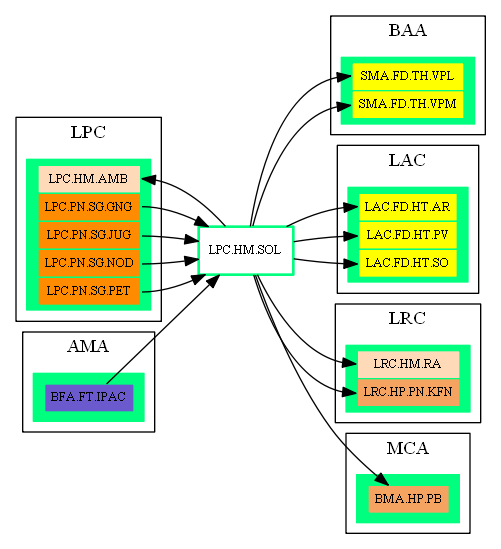 LPC
LPC.HM.AMB
LPC.PN.SG.GNG
LPC.PN.SG.JUG
LPC.PN.SG.NOD
LPC.PN.SG.PET
AMA
BFA.FT.IPAC
LPC.HM.SOL
BAA
SMA.FD.TH.VPL
SMA.FD.TH.VPM
LAC
LAC.FD.HT.AR
LAC.FD.HT.PV
LAC.FD.HT.SO
LRC
LRC.HM.RA
LRC.HP.PN.KFN
MCA
BMA.HP.PB